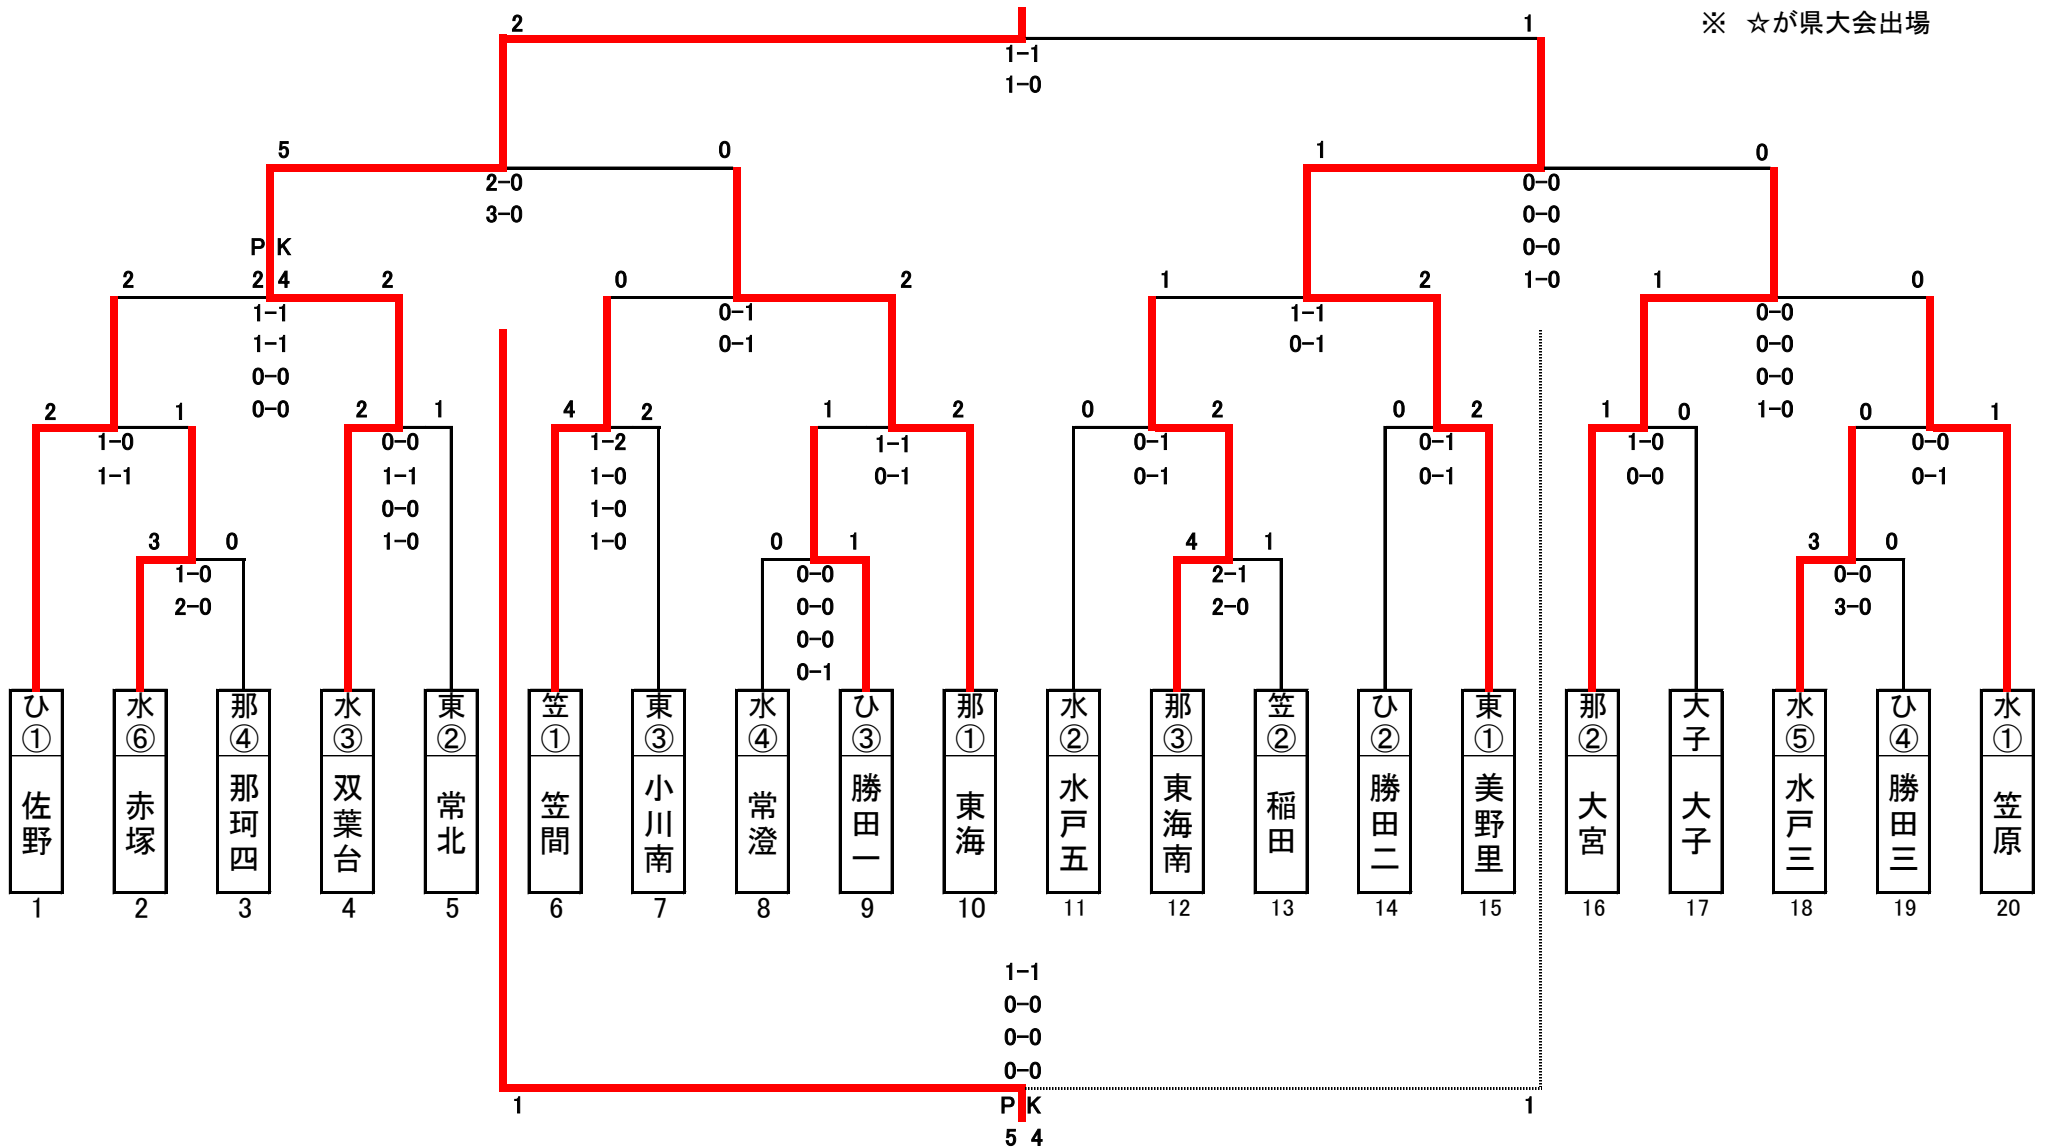 ※ ☆が県大会出場
2 1
1-1
1-0
5 0 1 0
2-0 0-0
3-0 0-0
P K 0-0
2 2 4 2 0 2 1 2 1-0 1 0
1-1 0-1 1-1 0-0
1-1 0-1 0-1 0-0
0-0 0-0
2 1 0-0 2 1 4 2 1 2 0 2 0 2 1 0 1-0 0 1
1-0 0-0 1-2 1-1 0-1 0-1 1-0 0-0
1-1 1-1 1-0 0-1 0-1 0-1 0-0 0-1
0-0 1-0
3 0 1-0 1-0 0 1 4 1 3 0
1-0 0-0 2-1 0-0
2-0 0-0 2-0 3-0
0-0
0-1
ひ① 水⑥ 那④ 水③ 東② 笠① 東③ 水④ ひ③ 那① 水② 那③ 笠② ひ② 東① 那② 大子 水⑤ ひ④ 水①
佐野 赤塚 那珂四 双葉台 常北 笠間 小川南 常澄 勝田一 東海 水戸五 東海南 稲田 勝田二 美野里 大宮 大子 水戸三 勝田三 笠原
1 2 3 4 5 6 7 8 9 10 11 12 13 14 15 16 17 18 19 20
1-1
0-0
0-0
0-0
1 P K 1
5 4